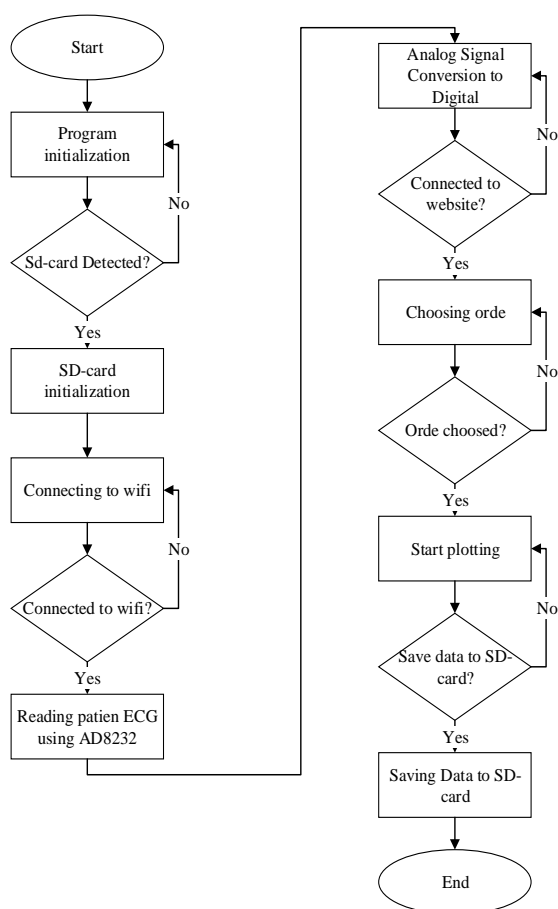 Start
Program
initialization
No
Sd-card Detected?
Yes
SD-card
initialization
Connecting to wifi
No
Connected to wifi?
Yes
Reading patien ECG
using AD8232
Analog Signal
Conversion to
Digital
No
Connected to
website?
Yes
Choosing orde
No
Orde choosed?
Yes
Start plotting
No
Save data to SD-
card?
Yes
Saving Data to SD-
card
End